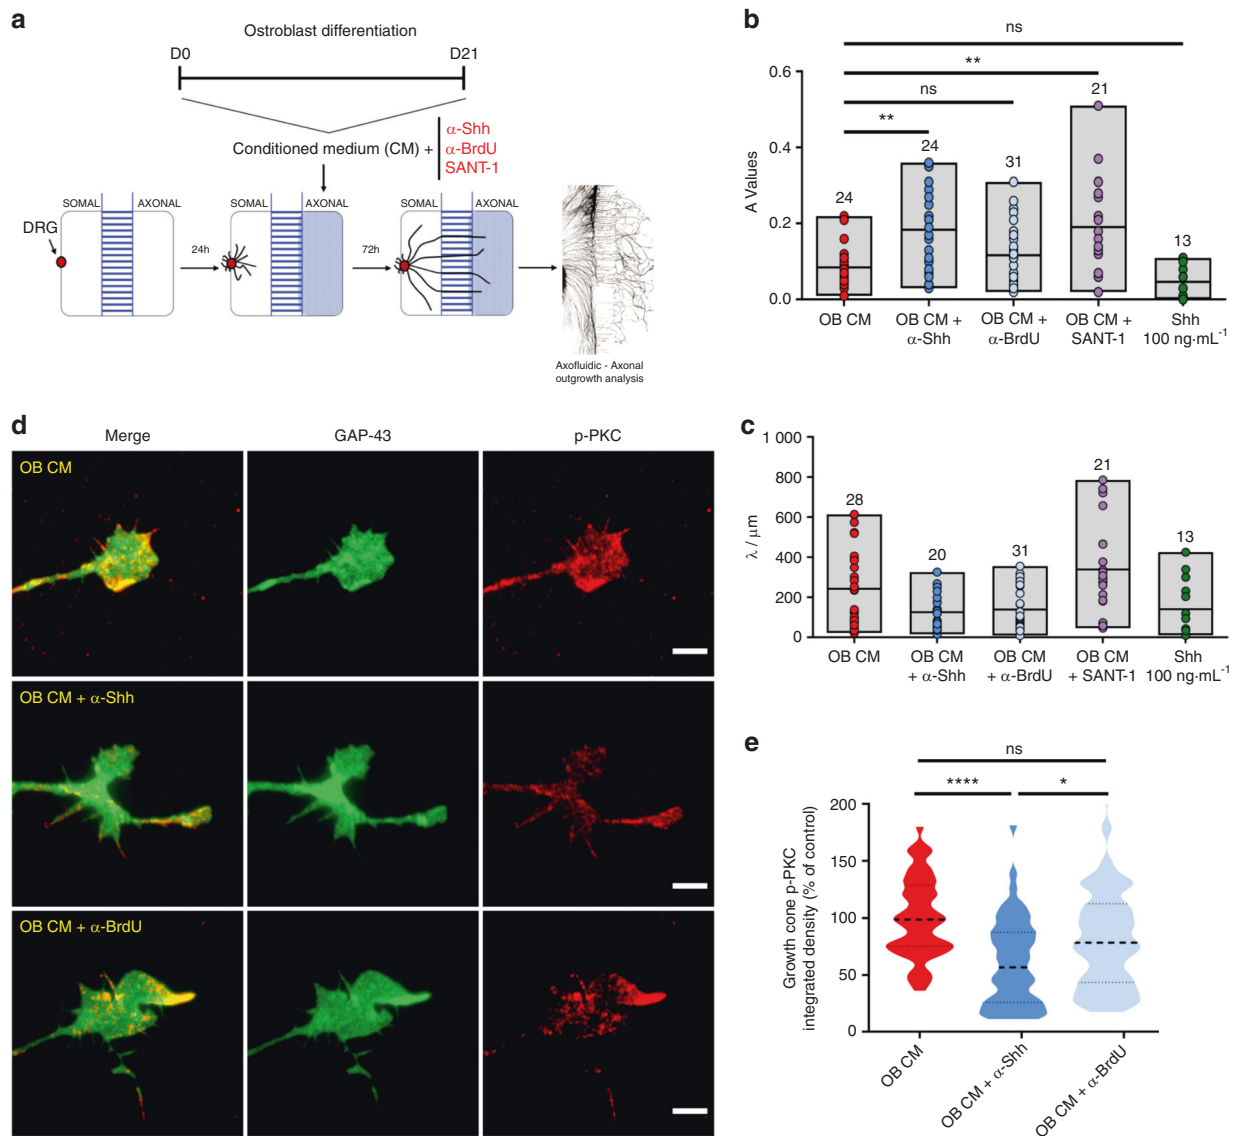 a
Ostroblast differentiation
D0
D21
Conditioned medium (CM) +
α-Shh
α-BrdU
SANT-1
SOMAL
AXONAL
SOMAL
AXONAL
SOMAL
AXONAL
DRG
24h
72h
Axofluidic - Axonal
outgrowth analysis
b
ns
**
ns
**
A Values
0.6
0.4
0.2
0.0
24
24
31
21
13
OB CM
OB CM +
α-Shh
OB CM +
α-BrdU
OB CM +
SANT-1
Shh
100 ng·mL⁻¹
c
λ / μm
1 000
800
600
400
200
0
28
20
31
21
13
OB CM
OB CM
+ α-Shh
OB CM
+ α-BrdU
OB CM
+ SANT-1
Shh
100 ng·mL⁻¹
d
Merge
GAP-43
p-PKC
OB CM
OB CM + α-Shh
OB CM + α-BrdU
e
ns
****
*
Growth cone p-PKC
integrated density (% of control)
200
150
100
50
0
OB CM
OB CM + α-Shh
OB CM + α-BrdU